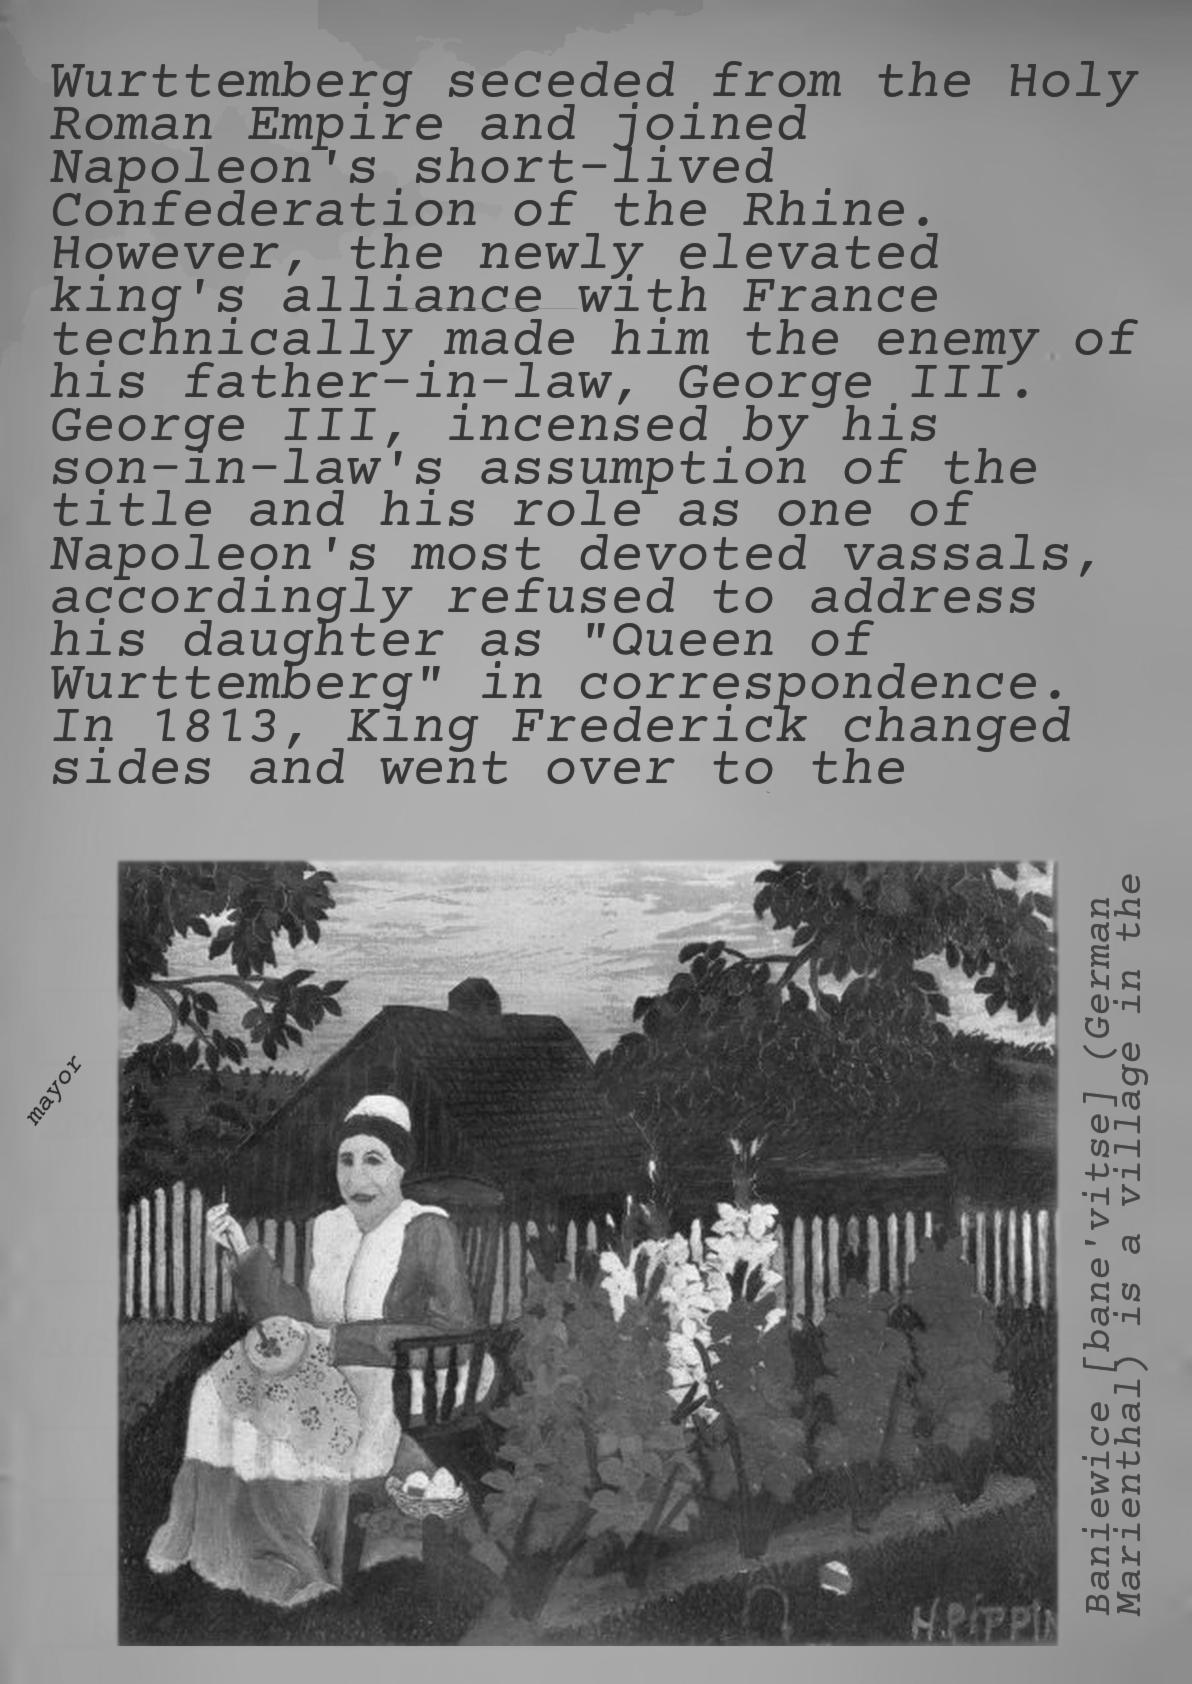 Wurttemberg seceded from the Holy
Roman Empire and joined
Napoleon's short-lived
Confederation of the Rhine.
However, the newly elevated
king's alliance with France
technically made him the enemy of
his father-in-law, George III.
George III, incensed by his
son-in-law's assumption of the
title and his role as one of
Napoleon's most devoted vassals,
accordingly refused to address
his daughter as "Queen of
Wurttemberg" in correspondence.
In 1813, King Frederick changed
sides and went over to the
mayor
H.PIPPIN
Baniewice [bane'vitse] (German
Marienthal) is a village in the